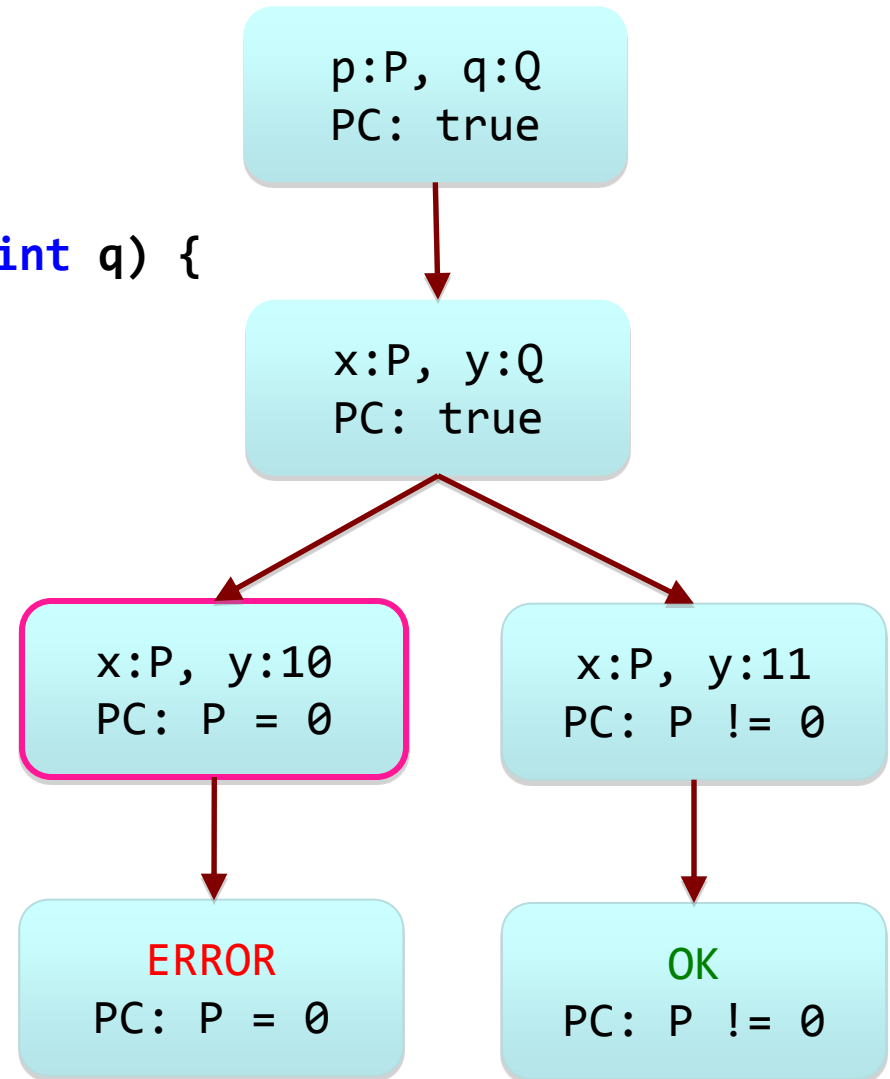 p:P, q:Q
PC: true
int q) {
x:P, y:Q
PC: true
x:P, y:10
PC: P = 0
x:P, y:11
PC: P != 0
ERROR
PC: P = 0
OK
PC: P != 0